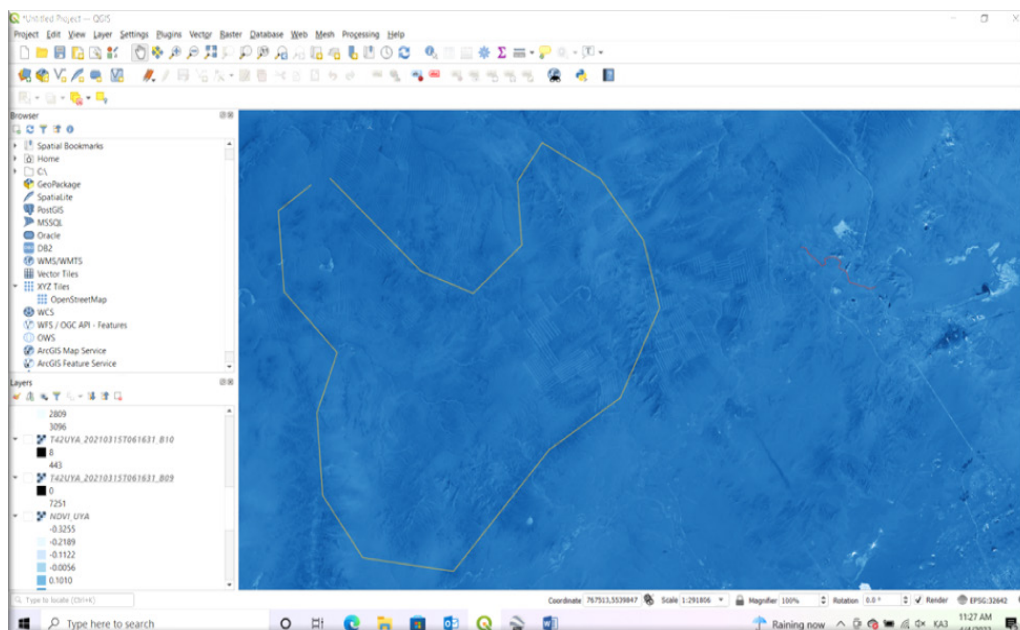 *Untitled Project — QGIS
Project Edit View Layer Settings Plugins Vector Raster Database Web Mesh Processing Help
Browser
Spatial Bookmarks
Home
C:\
GeoPackage
SpatiaLite
PostGIS
MSSQL
Oracle
DB2
WMS/WMTS
Vector Tiles
XYZ Tiles
OpenStreetMap
WCS
WFS / OGC API - Features
OWS
ArcGIS Map Service
ArcGIS Feature Service
Layers
2809
3096
T42UYA_20210315T061631_B10
8
443
T42UYA_20210315T061631_B09
0
7251
NDVI_UYA
-0.3255
-0.2189
-0.1122
-0.0056
0.1010
Type to locate (Ctrl+K)
Coordinate 767513,5539847 Scale 1:291806 Magnifier 100% Rotation 0.0 ° Render EPSG:32642
Type here to search
Raining now
КАЗ
11:27 AM